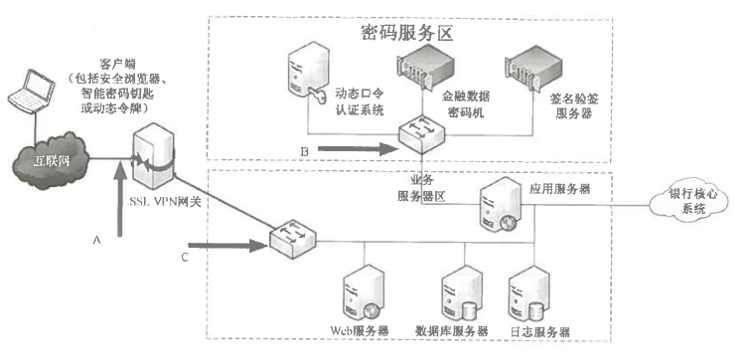 密码服务区
客户端
（包括安全浏览器、
智能密码钥匙
或动态令牌）
动态口令
认证系统
金融数据
密码机
签名验签
服务器
互联网
B
SSL VPN网关
业务
服务器区
应用服务器
银行核心
系统
A
C
Web服务器
数据库服务器
日志服务器